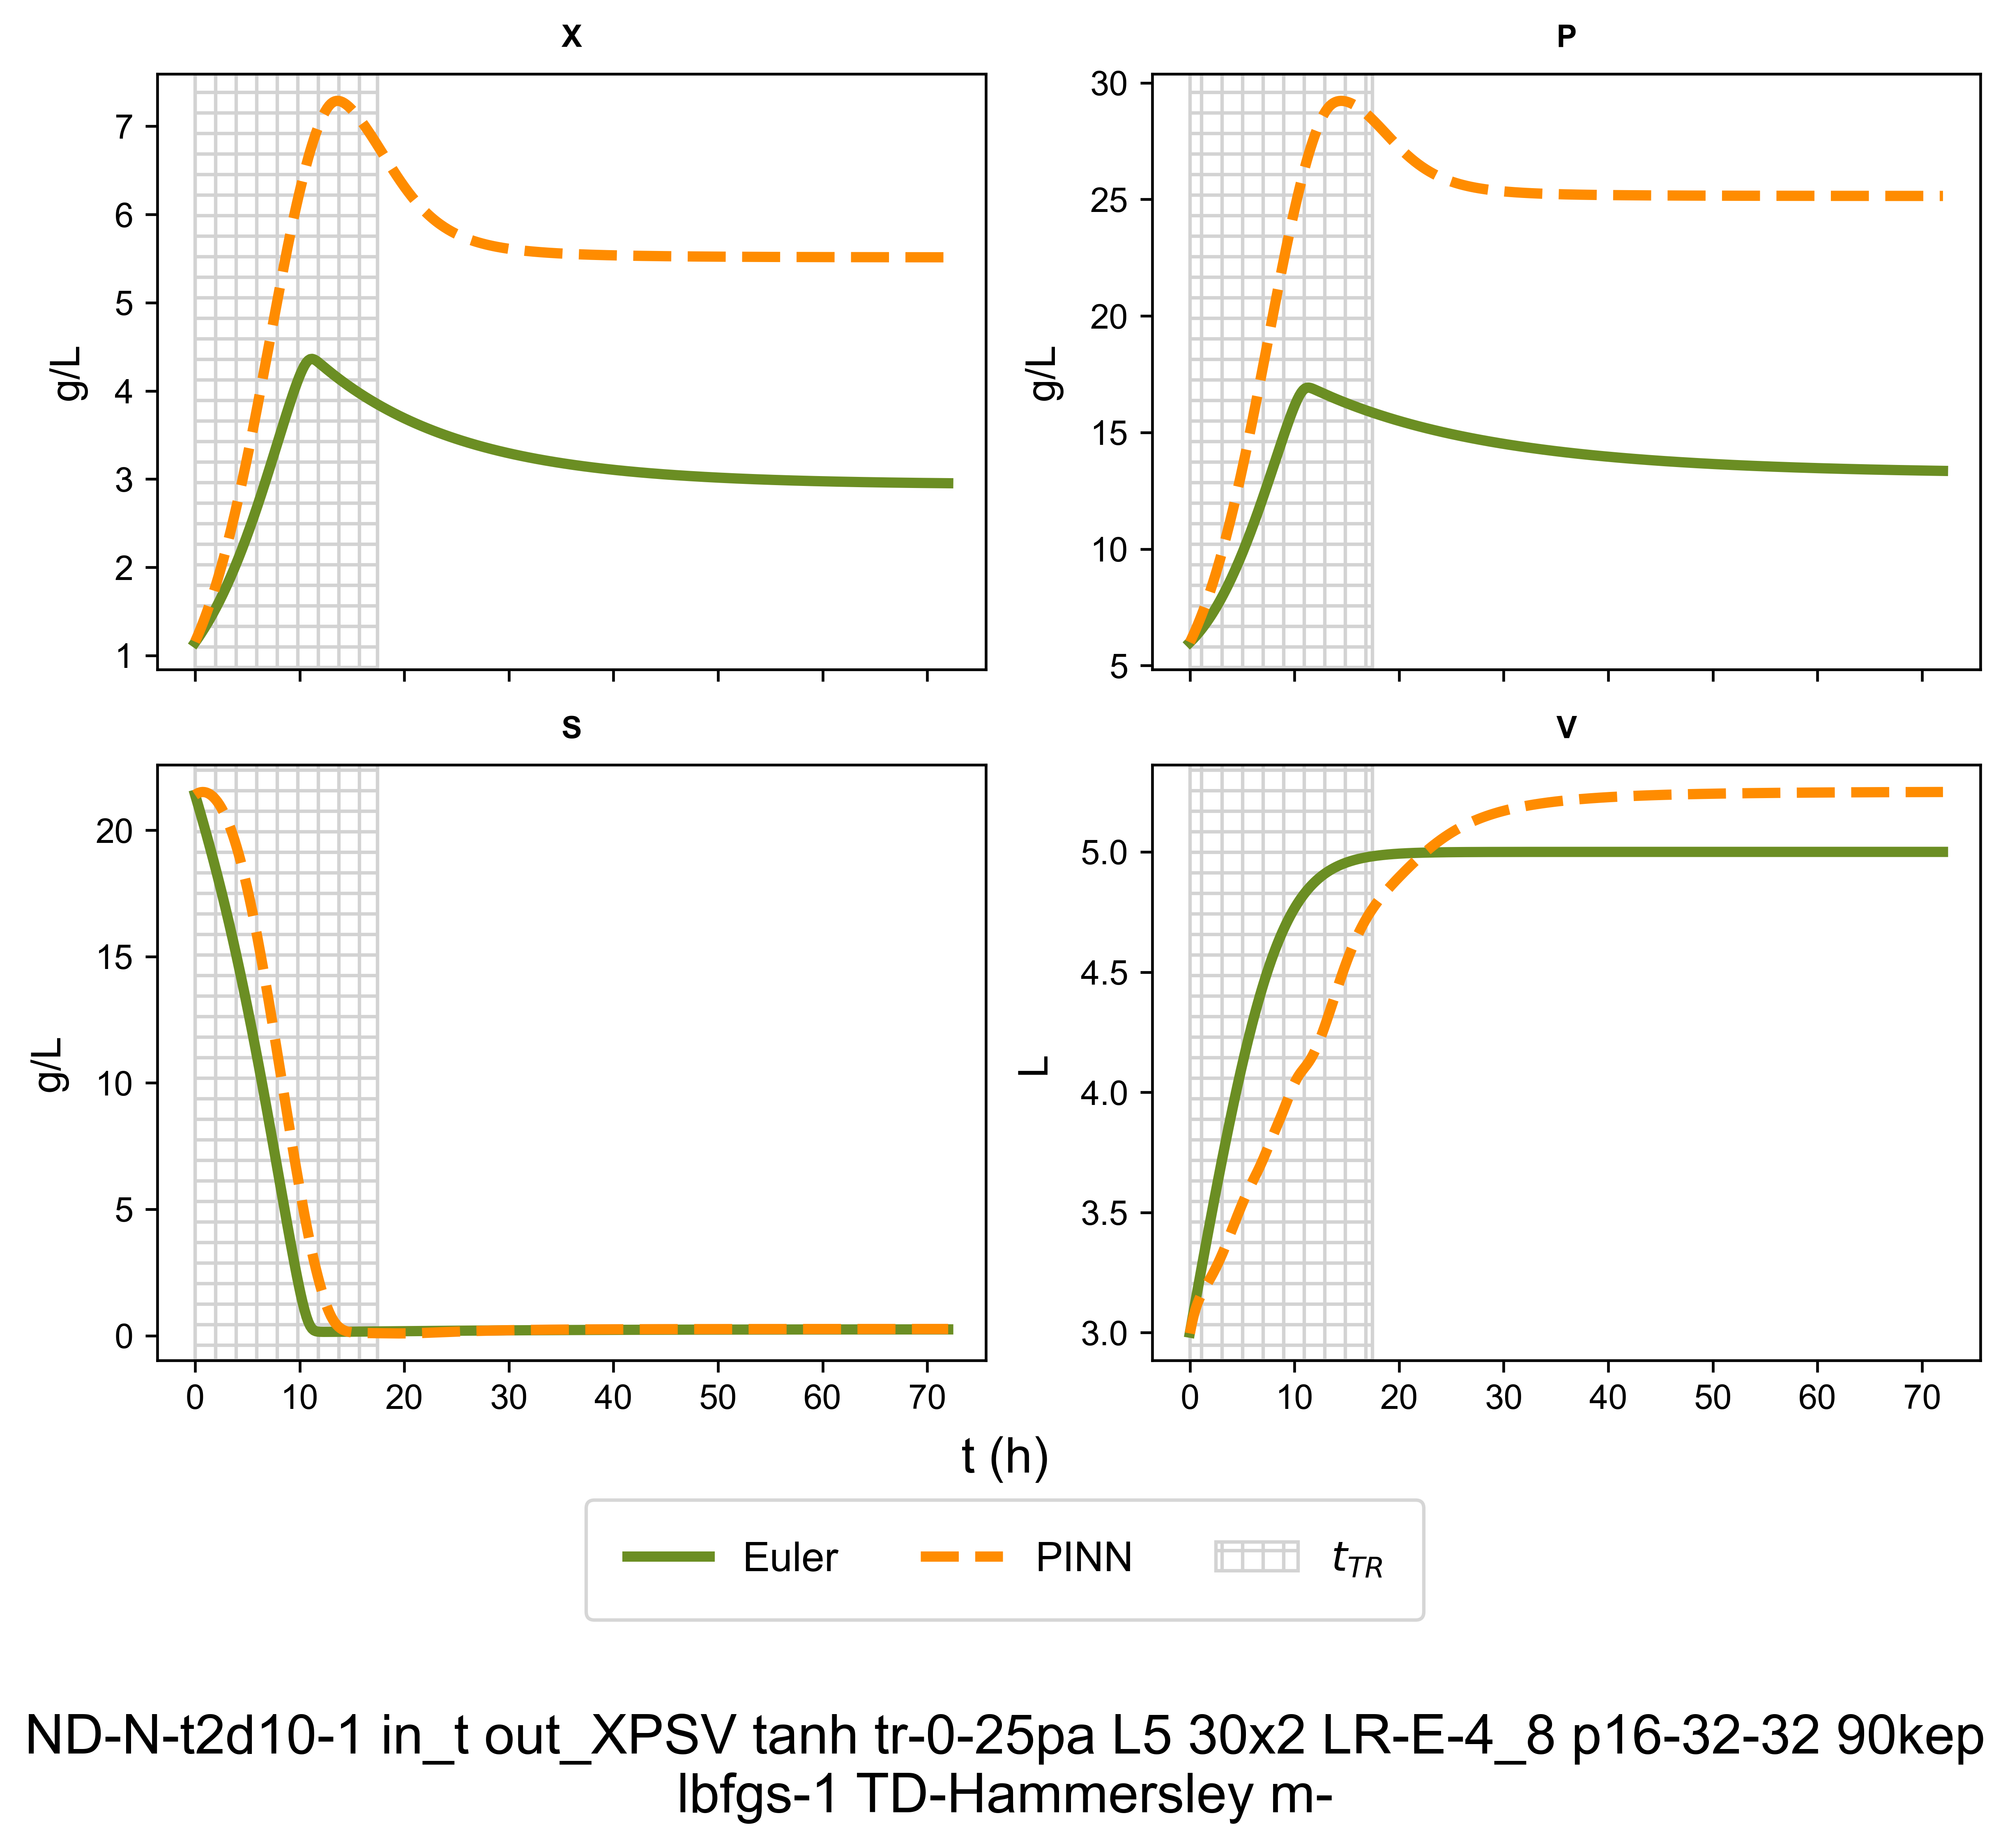 X
P
7
6
5
4
3
2
1
g/L
30
25
20
15
10
5
g/L
S
V
20
15
10
5
0
g/L
5.0
4.5
4.0
3.5
3.0
L
0 10 20 30 40 50 60 70
0 10 20 30 40 50 60 70
t (h)
Euler PINN t_TR
ND-N-t2d10-1 in_t out_XPSV tanh tr-0-25pa L5 30x2 LR-E-4_8 p16-32-32 90kep
lbfgs-1 TD-Hammersley m-